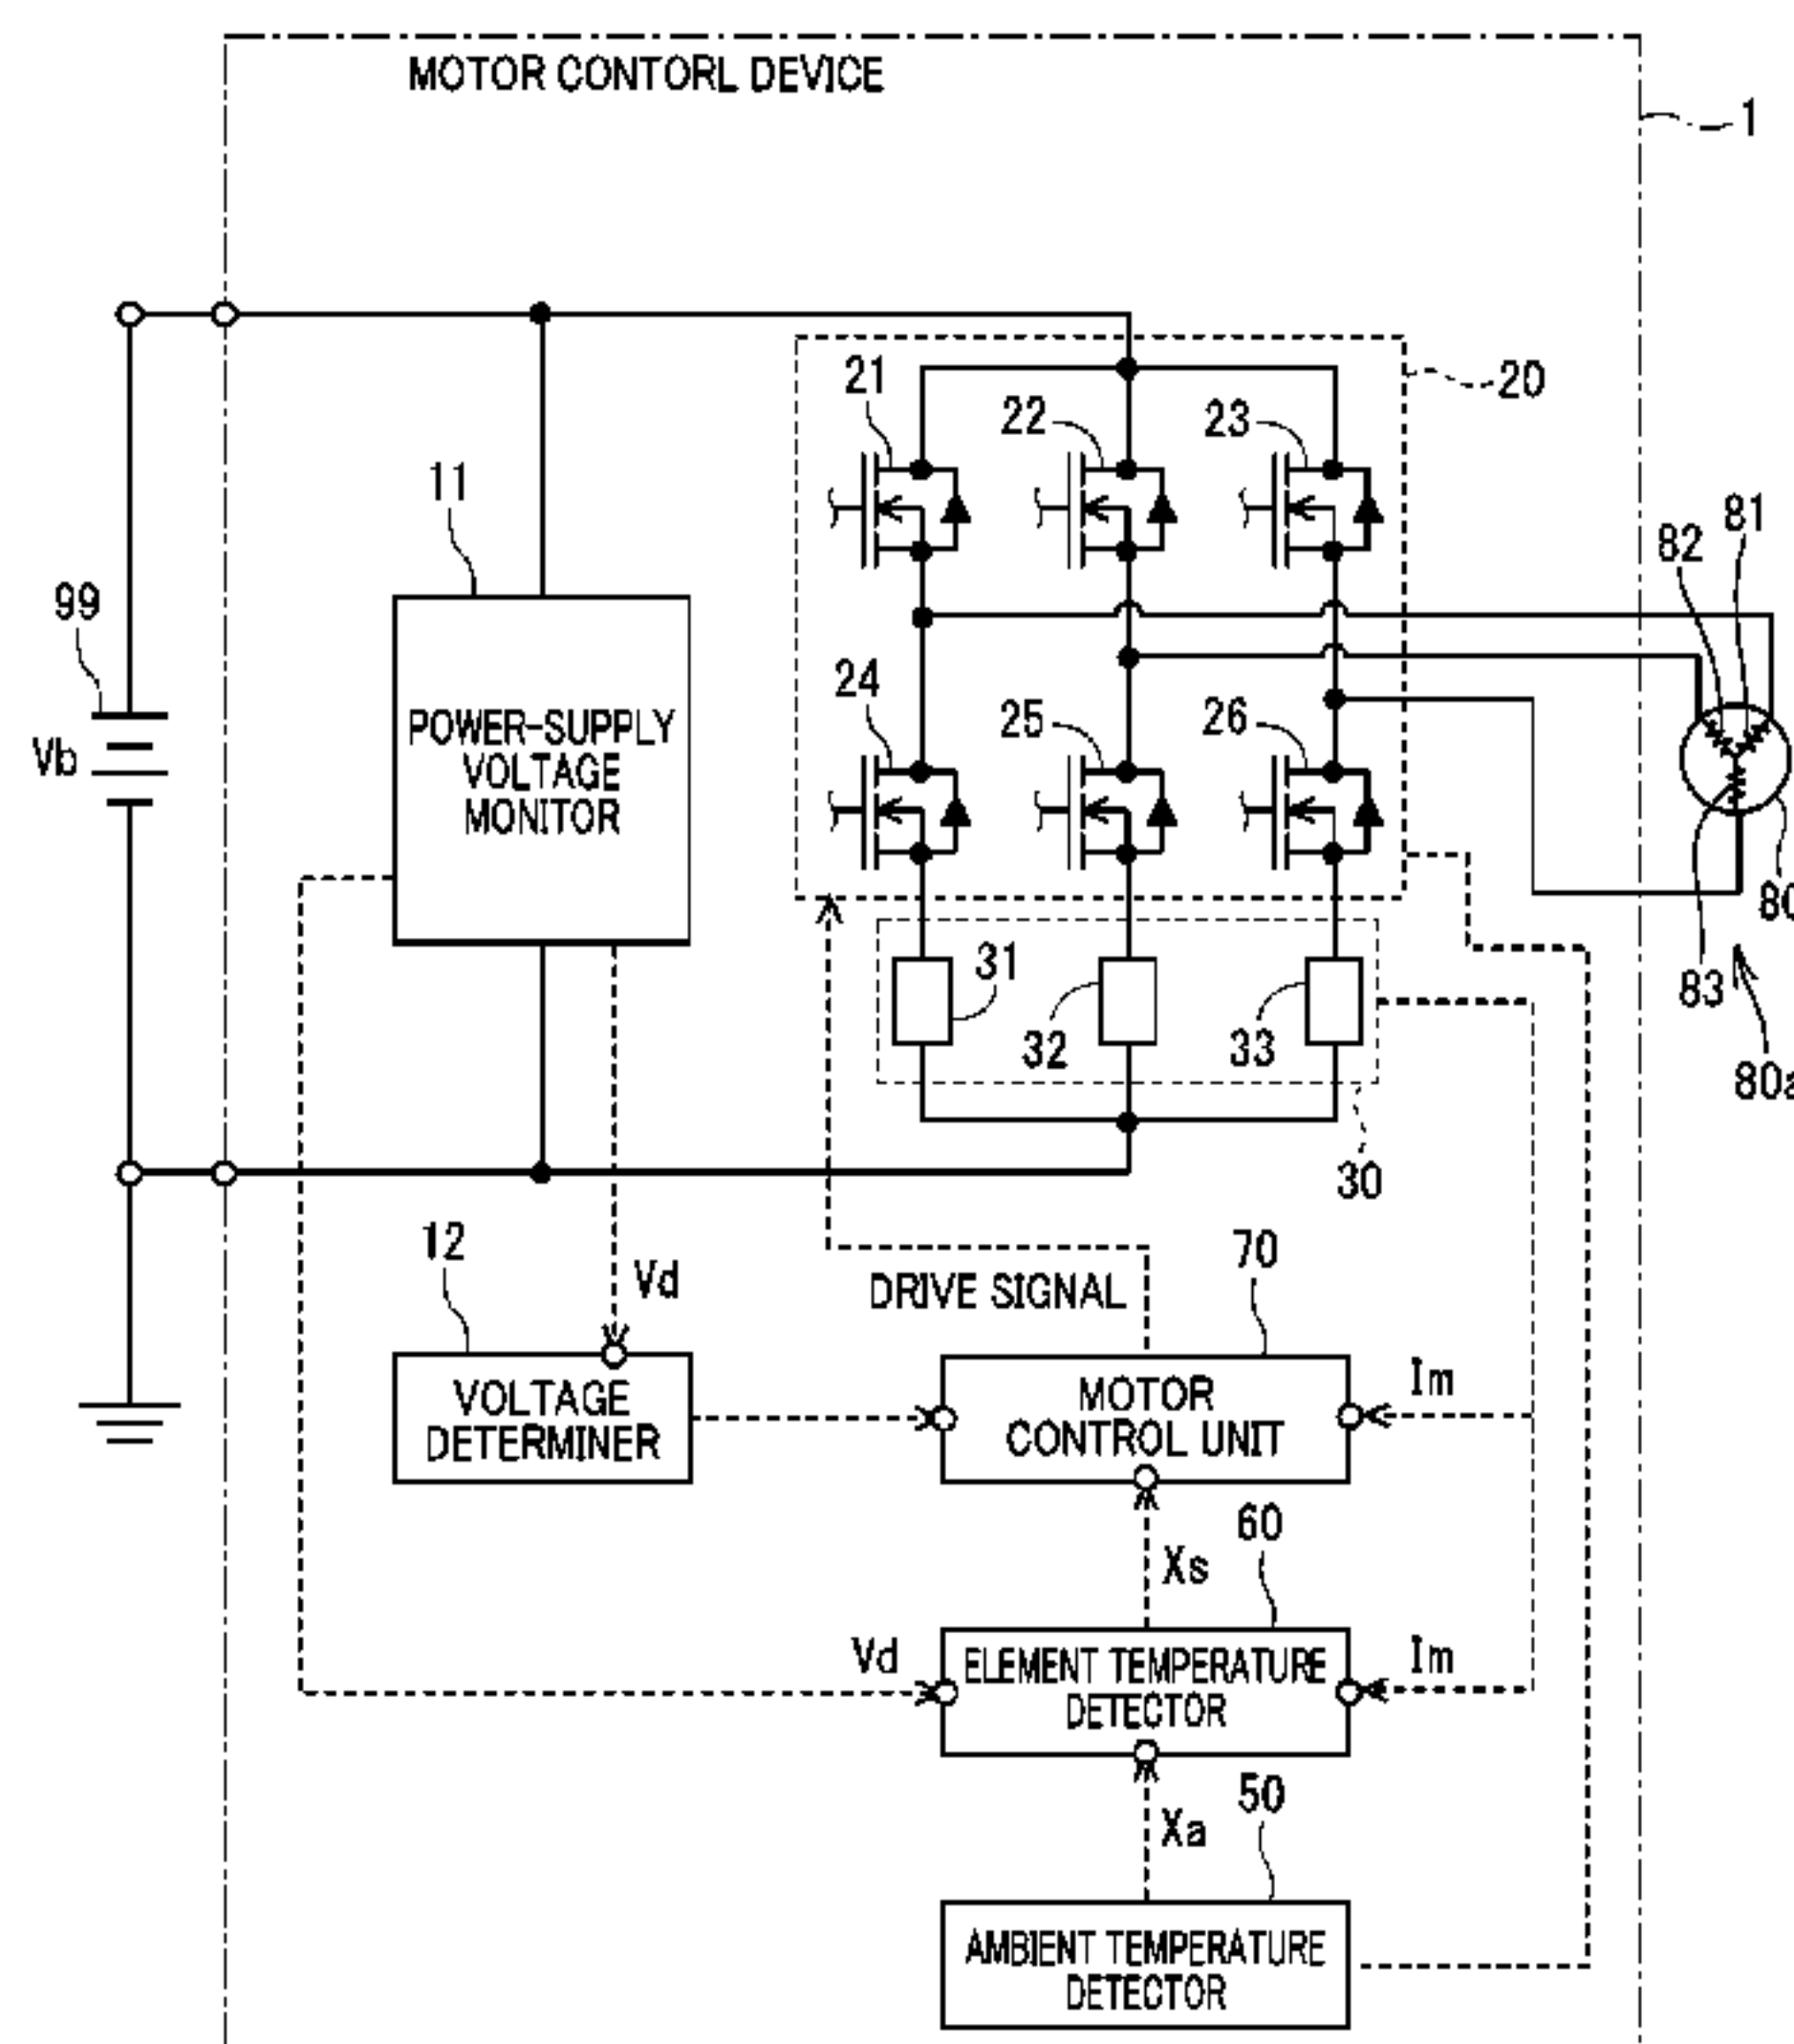 MOTOR CONTORL DEVICE
1
21
20
22
23
11
81
82
99
24
25
26
POWER-SUPPLY
VOLTAGE
MONITOR
Vb
80
31
83
32
33
80a
30
12
70
Vd
DRIVE SIGNAL
Im
VOLTAGE
DETERMINER
MOTOR
CONTROL UNIT
60
Xs
Vd
ELEMENT TEMPERATURE
DETECTOR
Im
50
Xa
AMBIENT TEMPERATURE
DETECTOR